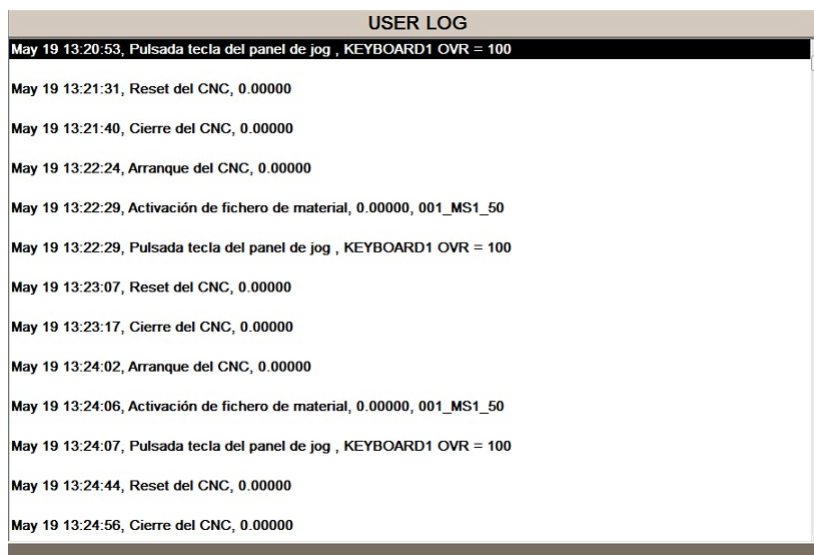 USER LOG
May 19 13:20:53, Pulsada tecla del panel de jog , KEYBOARD1 OVR = 100
May 19 13:21:31, Reset del CNC, 0.00000
May 19 13:21:40, Cierre del CNC, 0.00000
May 19 13:22:24, Arranque del CNC, 0.00000
May 19 13:22:29, Activación de fichero de material, 0.00000, 001_MS1_50
May 19 13:22:29, Pulsada tecla del panel de jog , KEYBOARD1 OVR = 100
May 19 13:23:07, Reset del CNC, 0.00000
May 19 13:23:17, Cierre del CNC, 0.00000
May 19 13:24:02, Arranque del CNC, 0.00000
May 19 13:24:06, Activación de fichero de material, 0.00000, 001_MS1_50
May 19 13:24:07, Pulsada tecla del panel de jog , KEYBOARD1 OVR = 100
May 19 13:24:44, Reset del CNC, 0.00000
May 19 13:24:56, Cierre del CNC, 0.00000